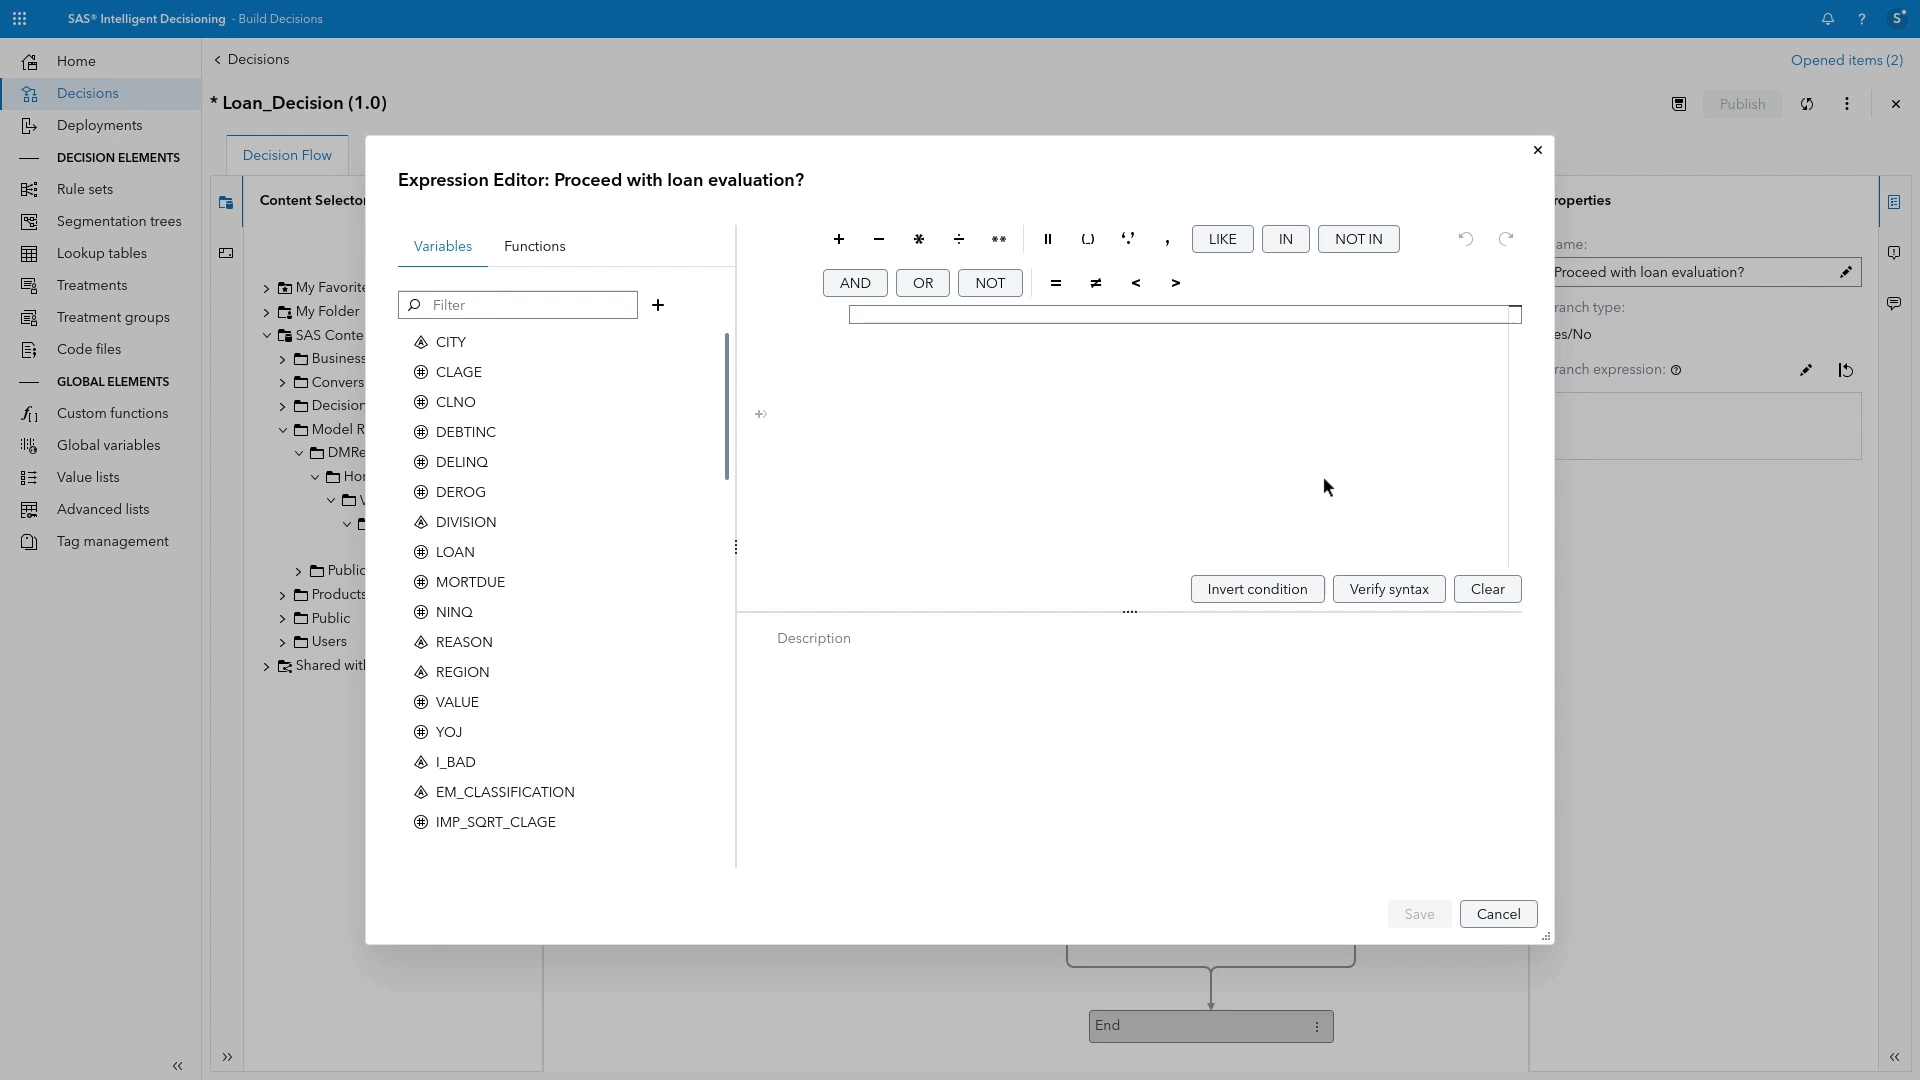 SAS® Intelligent Decisioning - Build Decisions
?
S
Home
Decisions
Deployments
DECISION ELEMENTS
Rule sets
Segmentation trees
Lookup tables
Treatments
Treatment groups
Code files
GLOBAL ELEMENTS
Custom functions
Global variables
Value lists
Advanced lists
Tag management
Decisions
Opened items (2)
* Loan_Decision (1.0)
Publish
Decision Flow
Content Selector
My Favorite
My Folder
SAS Conte
Business
Convers
Decision
Model R
DMRe
Hor
Public
Products
Public
Users
Shared with
Expression Editor: Proceed with loan evaluation?
Variables
Functions
Filter
CITY
CLAGE
CLNO
DEBTINC
DELINQ
DEROG
DIVISION
LOAN
MORTDUE
NINQ
REASON
REGION
VALUE
YOJ
I_BAD
EM_CLASSIFICATION
IMP_SQRT_CLAGE
+ − * ÷ ** || (..) '.' , LIKE IN NOT IN
AND OR NOT = ≠ < >
Invert condition
Verify syntax
Clear
Description
Save
Cancel
roperties
ame:
Proceed with loan evaluation?
ranch type:
es/No
ranch expression:
End